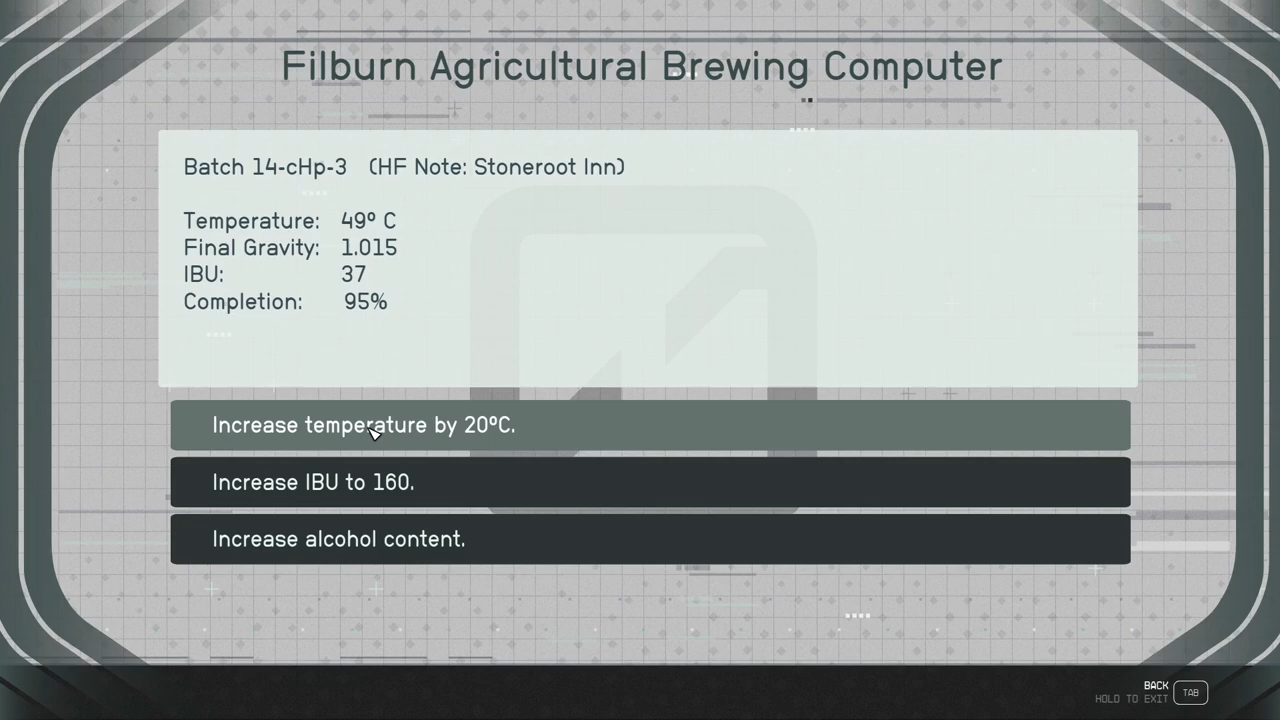 Filburn Agricultural Brewing Computer
Batch 14-cHp-3 (HF Note: Stoneroot Inn)
Temperature: 49º C
Final Gravity: 1.015
IBU: 37
Completion: 95%
Increase temperature by 20ºC.
Increase IBU to 160.
Increase alcohol content.
BACK
HOLD TO EXIT TAB